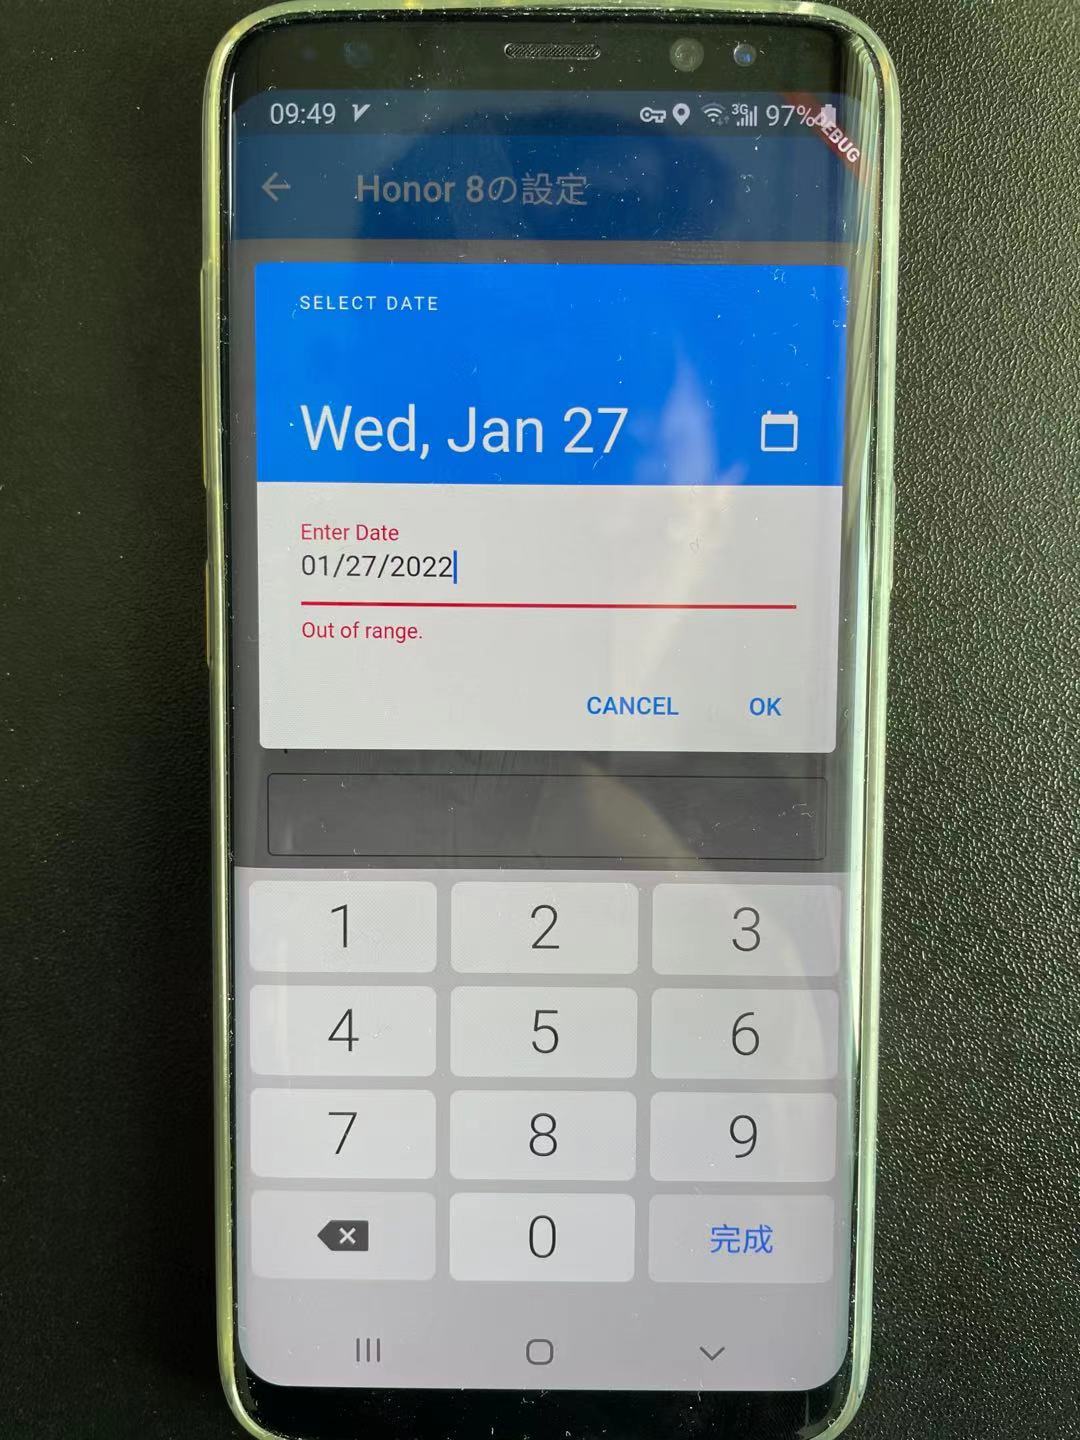 09:49
3G
97%
DEBUG
Honor 8の設定
SELECT DATE
Wed, Jan 27
Enter Date
01/27/2022
Out of range.
CANCEL OK
1 2 3
4 5 6
7 8 9
0 完成